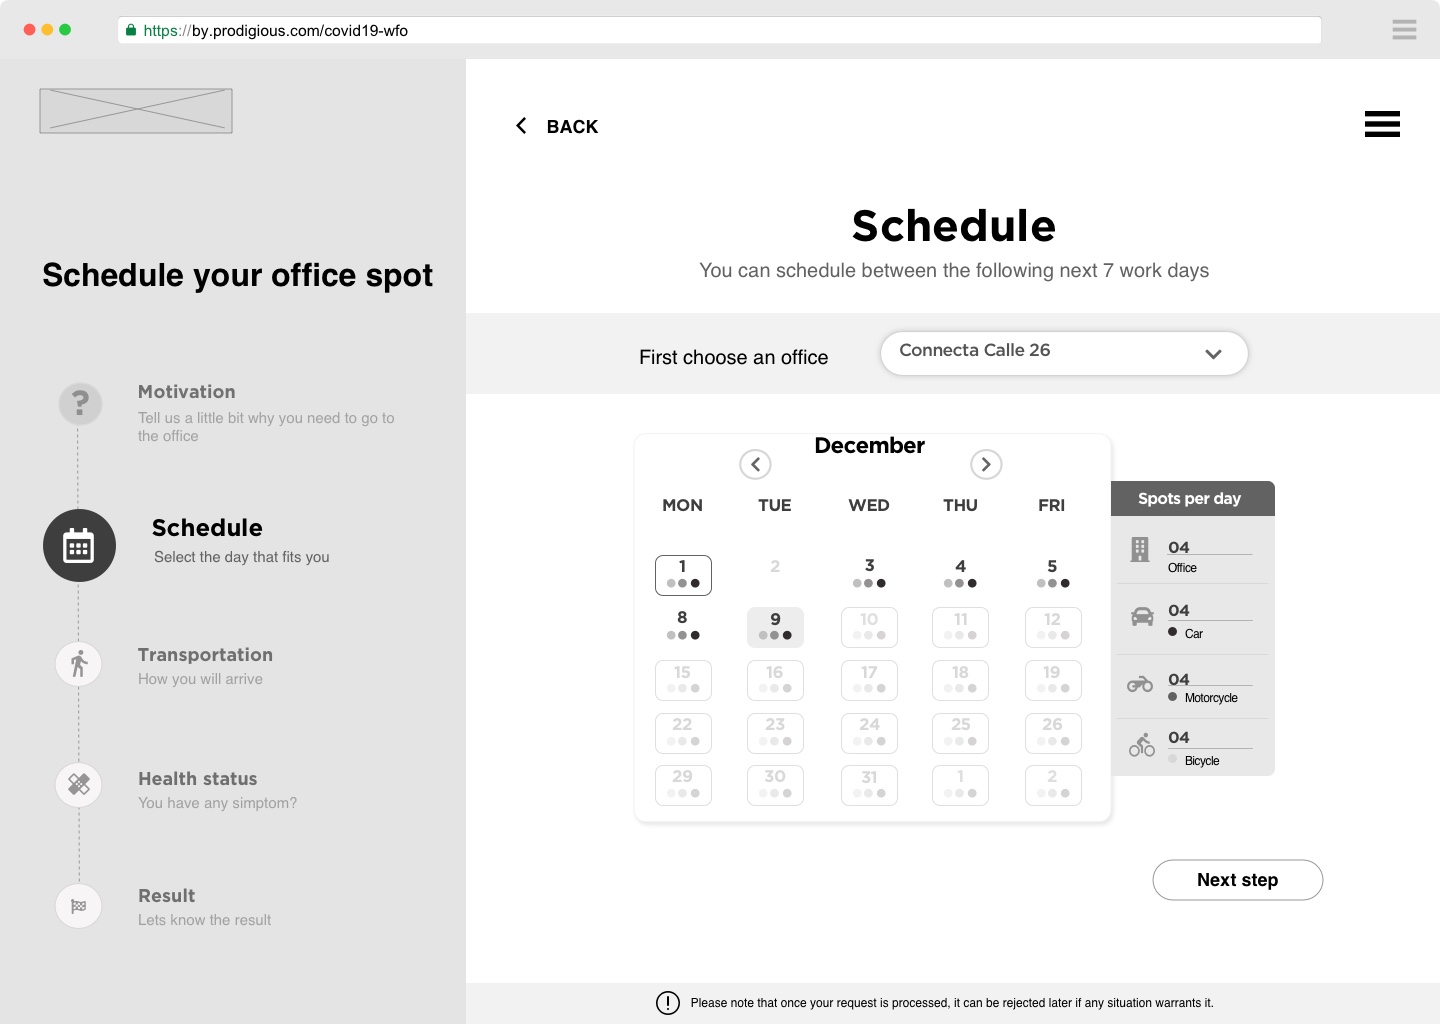 https://by.prodigious.com/covid19-wfo
BACK
Schedule your office spot
?
Motivation
Tell us a little bit why you need to go to
the office
Schedule
Select the day that fits you
Transportation
How you will arrive
Health status
You have any simptom?
Result
Lets know the result
Schedule
You can schedule between the following next 7 work days
First choose an office
Connecta Calle 26
December
MON TUE WED THU FRI
1 2 3 4 5
8 9 10 11 12
15 16 17 18 19
22 23 24 25 26
29 30 31 1 2
Spots per day
04
Office
04
Car
04
Motorcycle
04
Bicycle
Next step
! Please note that once your request is processed, it can be rejected later if any situation warrants it.